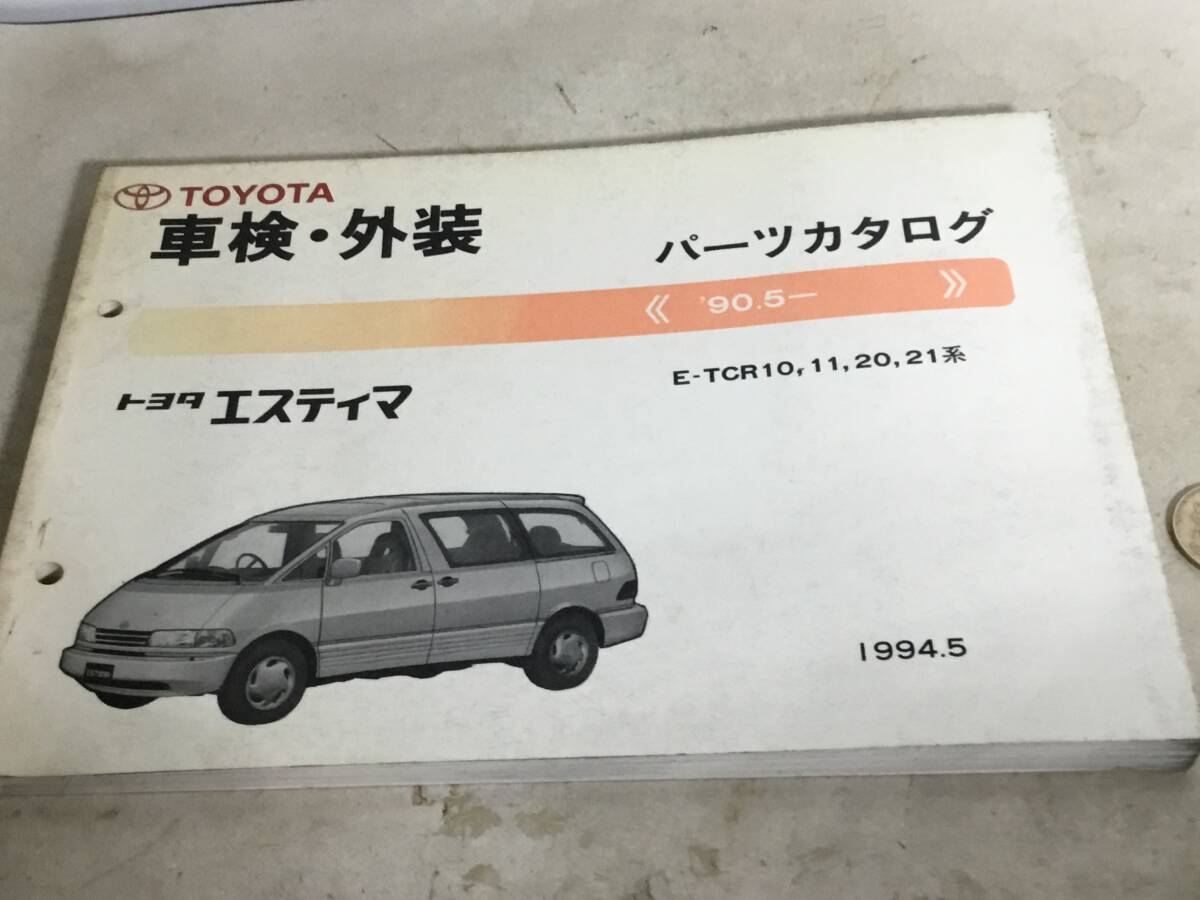 TOYOTA
車検・外装
パーツカタログ
《 '90.5— 》
E-TCR10,11,20,21系
トヨタ エスティマ
1994.5